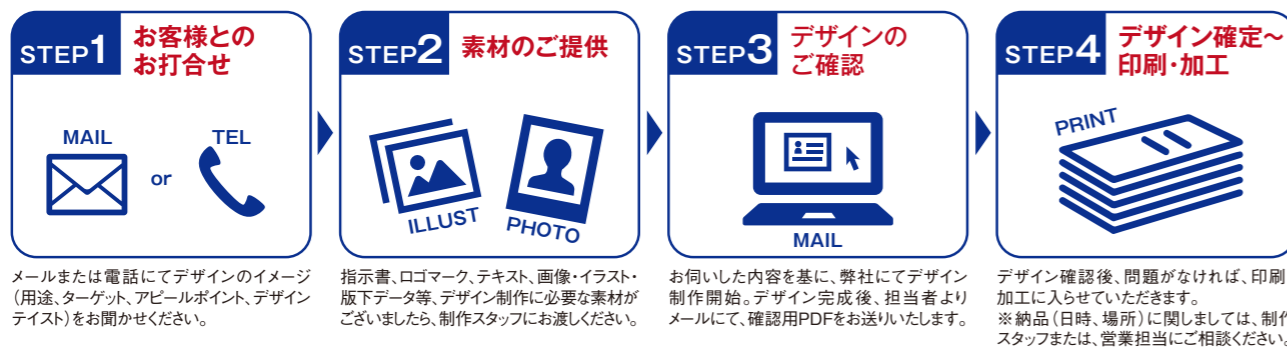 STEP1
お客様との
お打合せ
MAIL
or
TEL
メールまたは電話にてデザインのイメージ
(用途、ターゲット、アピールポイント、デザイン
テイスト)をお聞かせください。
STEP2
素材のご提供
ILLUST
PHOTO
指示書、ロゴマーク、テキスト、画像・イラスト・
版下データ等、デザイン制作に必要な素材が
ございましたら、制作スタッフにお渡しください。
STEP3
デザインの
ご確認
MAIL
お伺いした内容を基に、弊社にてデザイン
制作開始。デザイン完成後、担当者より
メールにて、確認用PDFをお送りいたします。
STEP4
デザイン確定～
印刷・加工
PRINT
デザイン確認後、問題がなければ、印刷
加工に入らせていただきます。
※納品(日時、場所)に関しましては、制作
スタッフまたは、営業担当にご相談ください。